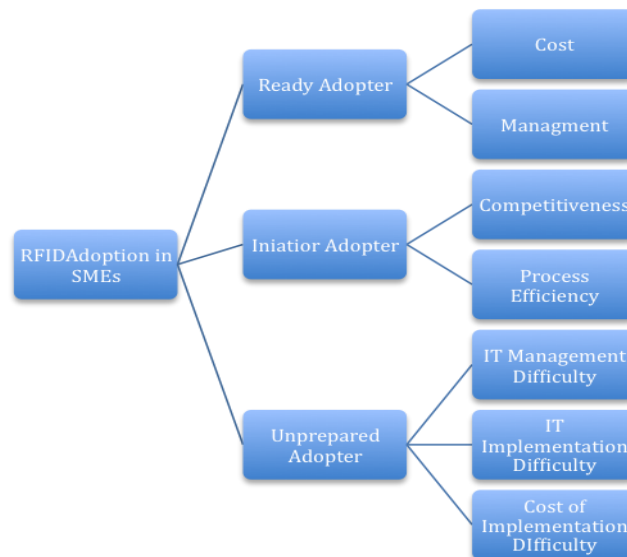 Cost
Ready Adopter
Managment
Competitiveness
RFIDAdoption in
SMEs
Iniatior Adopter
Process
Efficiency
IT Management
Difficulty
Unprepared
Adopter
IT
Implementation
Difficulty
Cost of
Implementation
DIfficulty